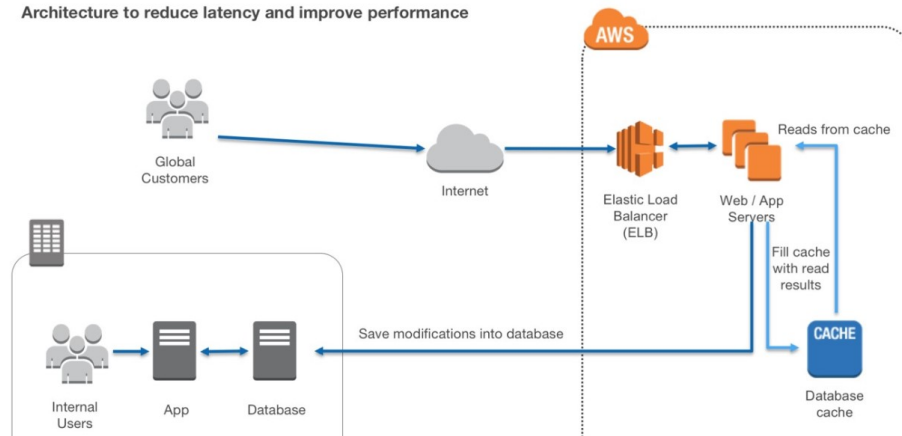 Architecture to reduce latency and improve performance
AWS
Global
Customers
Internet
Elastic Load
Balancer
(ELB)
Web / App
Servers
Reads from cache
Fill cache
with read
results
Save modifications into database
CACHE
Database
cache
Internal
Users
App
Database